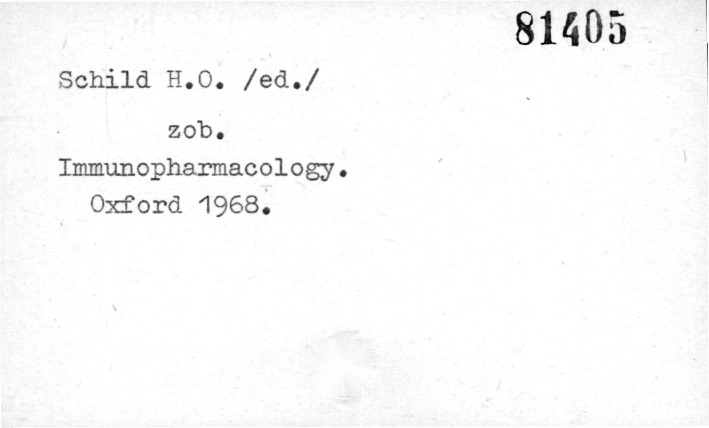 81405
Schild H.O. /ed./
zob.
Immunopharmacology.
Oxford 1968.